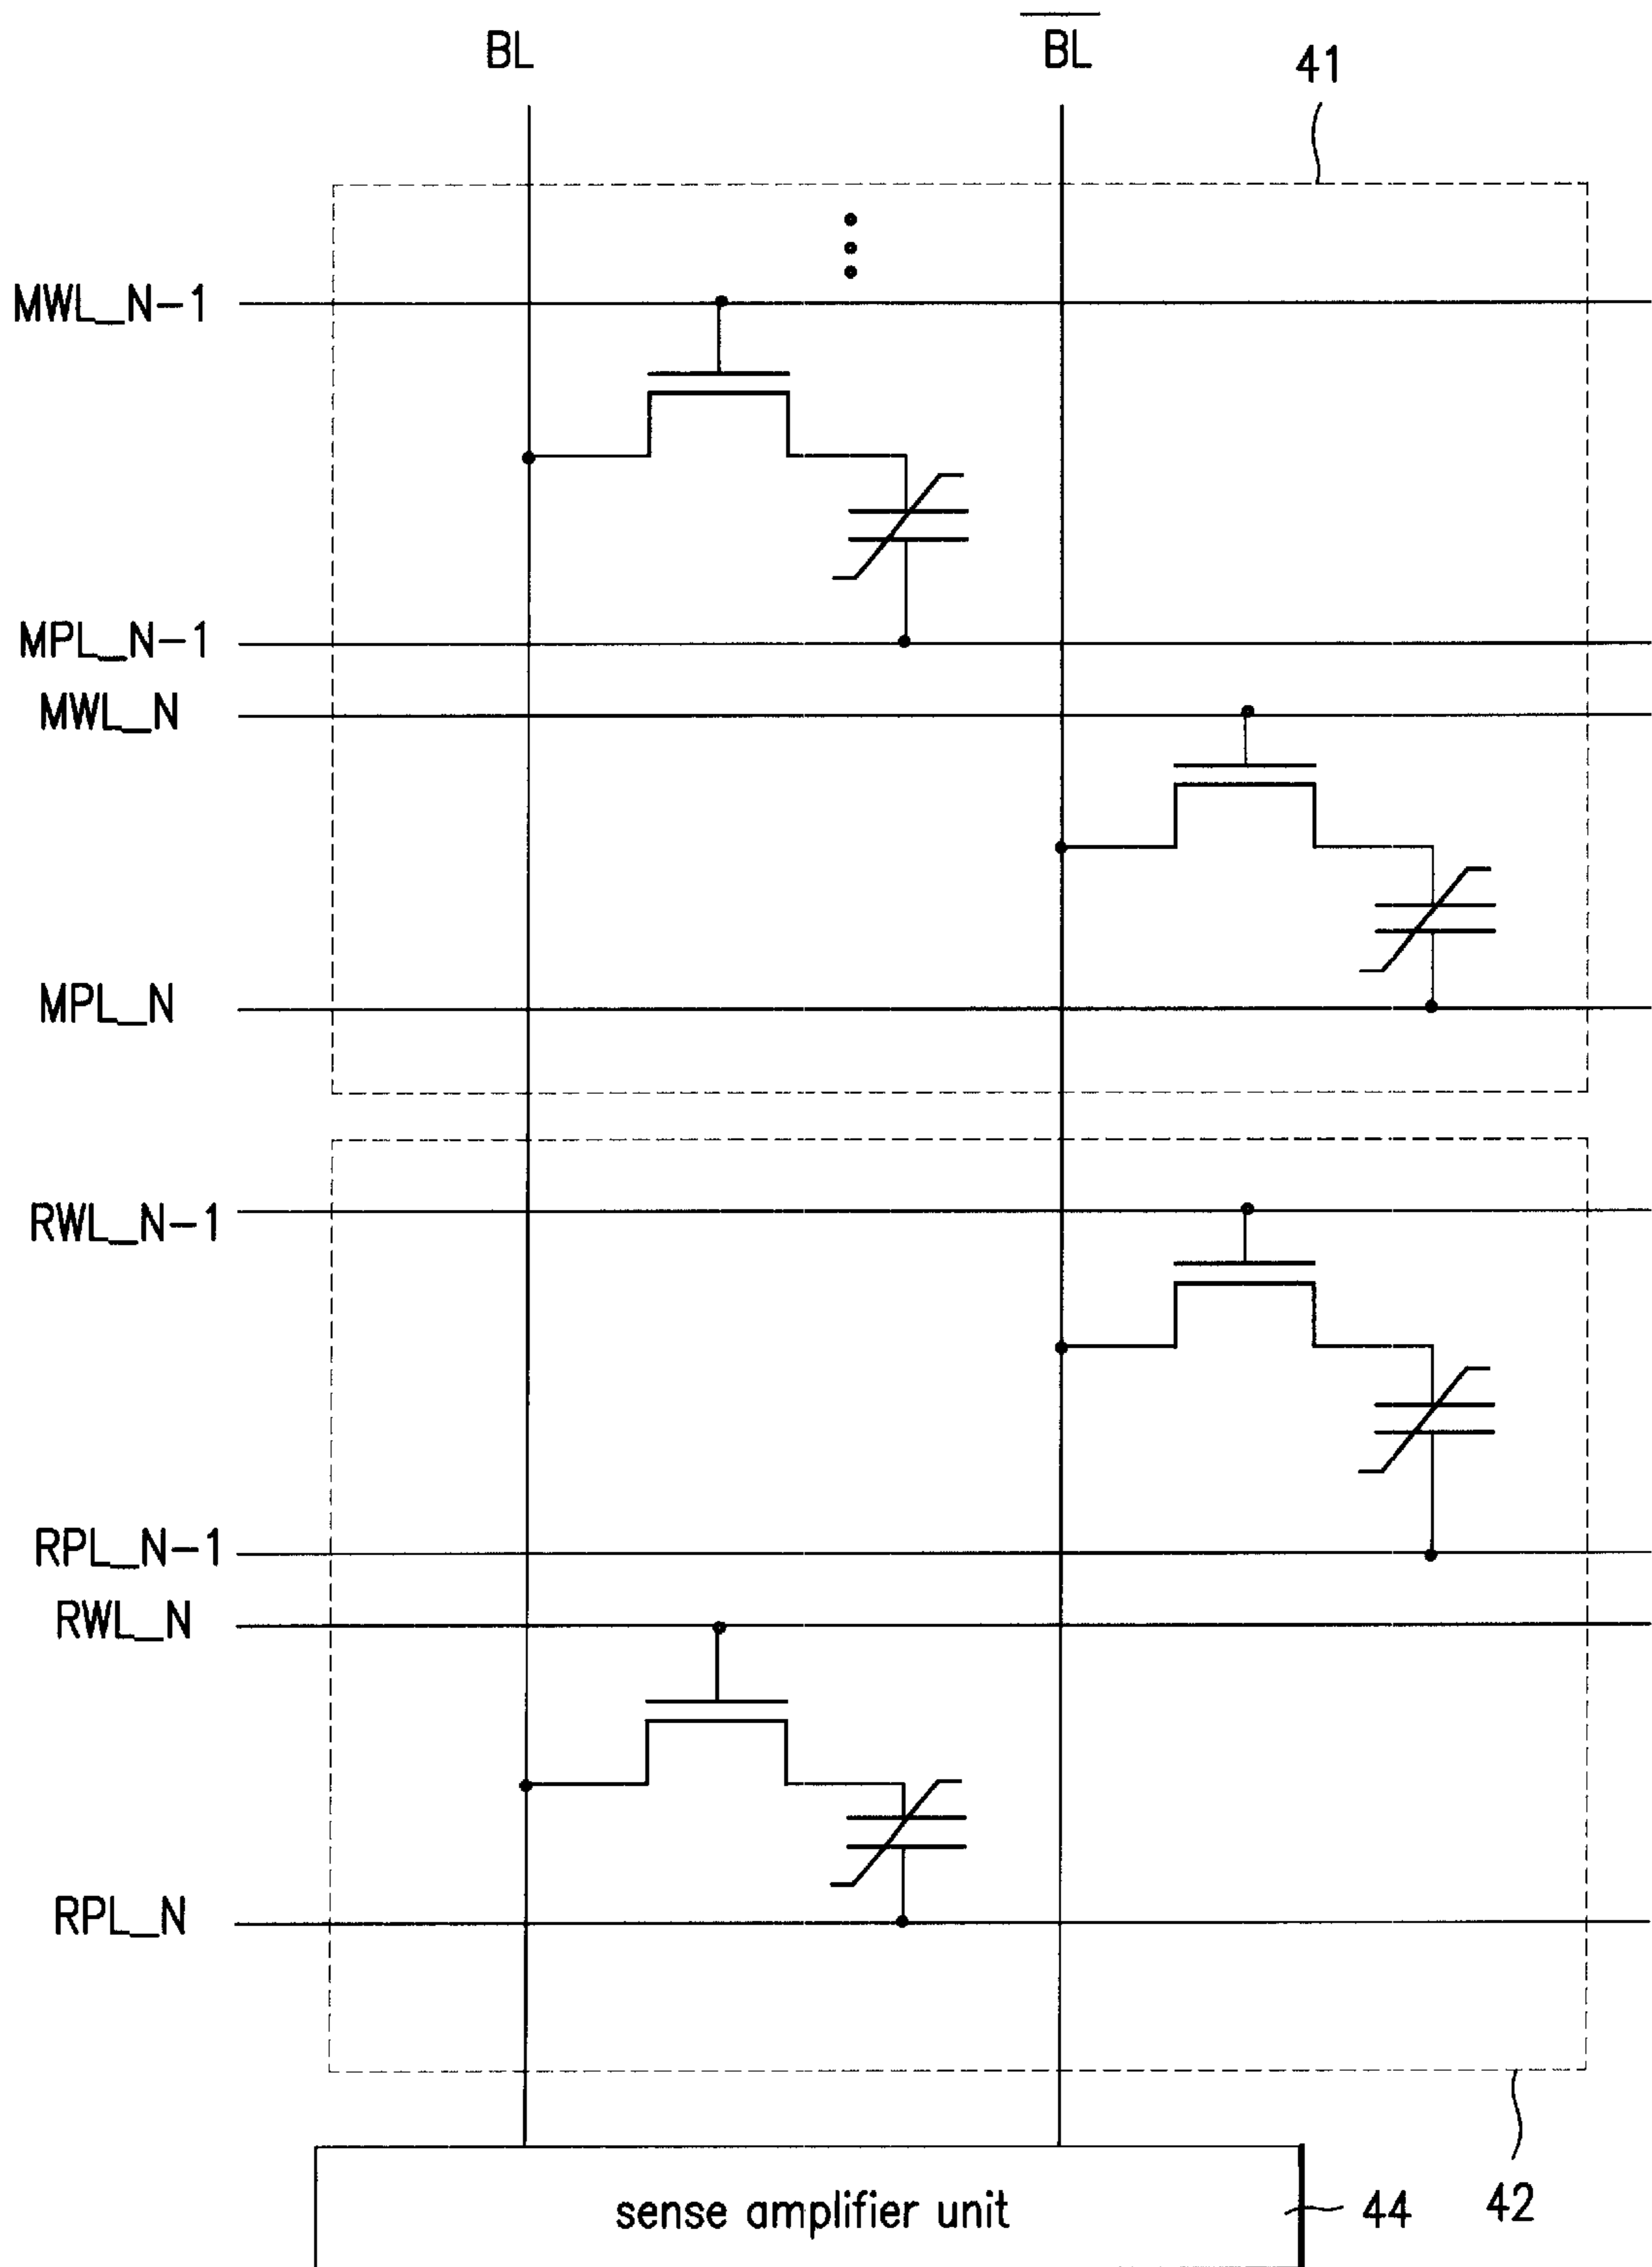 BL
B̅L̅
41
MWL_N-1
MPL_N-1
MWL_N
MPL_N
RWL_N-1
RPL_N-1
RWL_N
RPL_N
sense amplifier unit
44
42